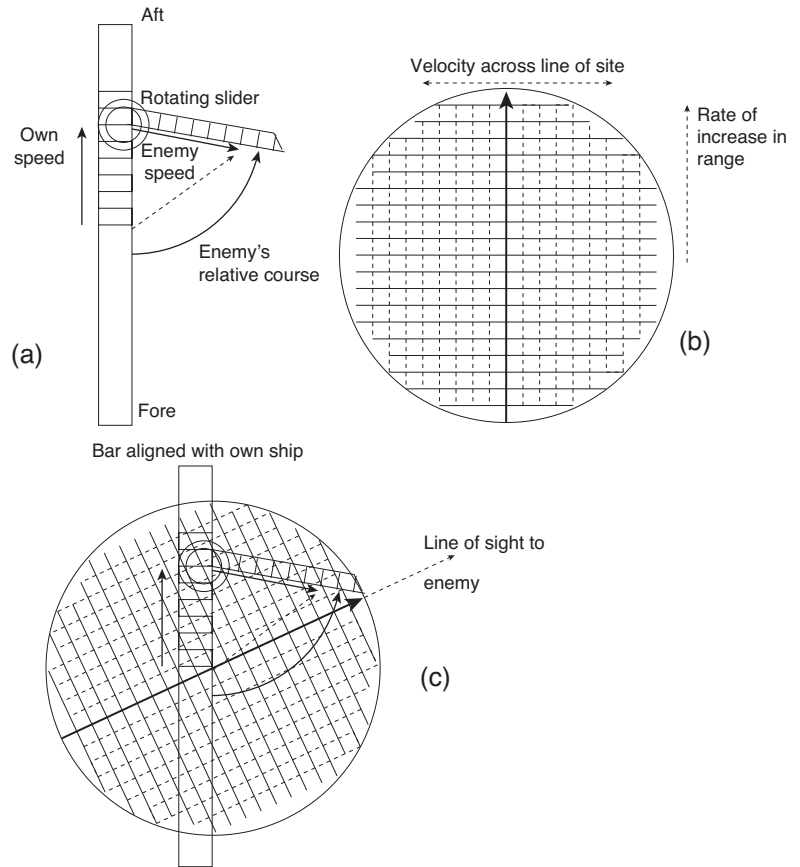 Aft
Rotating slider
Own
speed
Enemy
speed
Enemy's
relative course
(a)
Fore
Velocity across line of site
Rate of
increase in
range
(b)
Bar aligned with own ship
Line of sight to
enemy
(c)